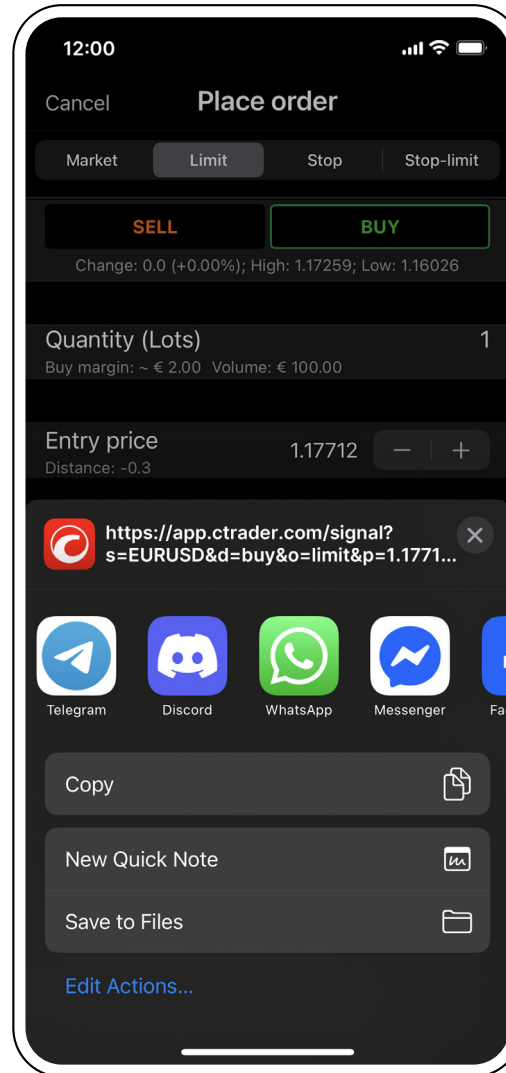 12:00
Cancel
Place order
Market
Limit
Stop
Stop-limit
SELL
BUY
Change: 0.0 (+0.00%); High: 1.17259; Low: 1.16026
Quantity (Lots)
1
Buy margin: ~ € 2.00 Volume: € 100.00
Entry price
1.17712
Distance: -0.3
https://app.ctrader.com/signal?
s=EURUSD&d=buy&o=limit&p=1.1771...
Telegram
Discord
WhatsApp
Messenger
Copy
New Quick Note
Save to Files
Edit Actions...